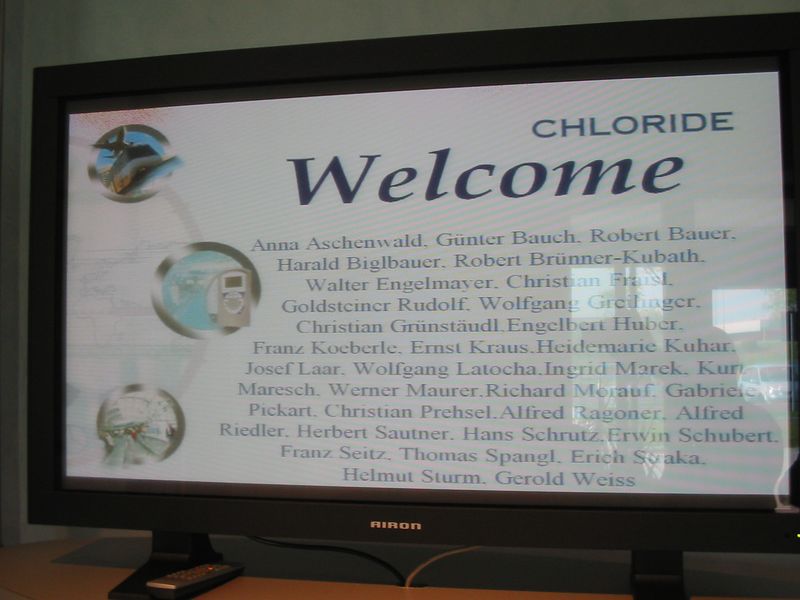 CHLORIDE
Welcome
Anna Aschenwald, Günter Bauch, Robert Bauer,
Harald Biglbauer, Robert Brünner-Kubath,
Walter Engelmayer, Christian Fraisl,
Goldsteiner Rudolf, Wolfgang Greifinger,
Christian Grünstäudl,Engelbert Huber,
Franz Koeberle, Ernst Kraus,Heidemarie Kuhar,
Josef Laar, Wolfgang Latocha,Ingrid Marek, Kurt
Maresch, Werner Maurer,Richard Morauf, Gabriele
Pickart, Christian Prehsel,Alfred Ragoner, Alfred
Riedler, Herbert Sautner, Hans Schrutz,Erwin Schubert,
Franz Seitz, Thomas Spangl, Erich Straka,
Helmut Sturm, Gerold Weiss
AIRON